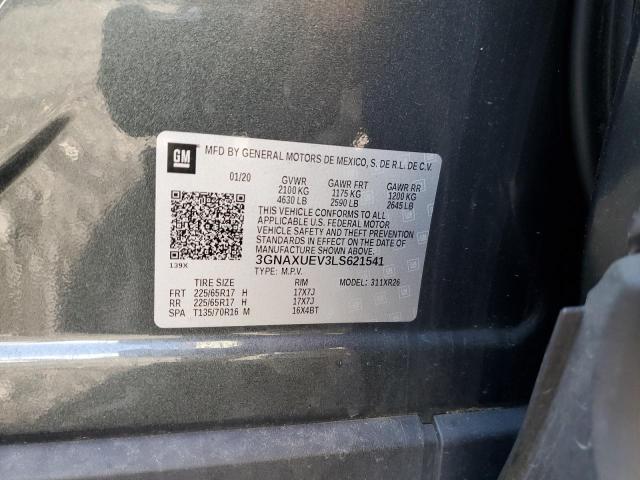 GM
MFD BY GENERAL MOTORS DE MEXICO, S. DE R.L. DE C.V.
01/20 GVWR GAWR FRT GAWR RR
2100 KG 1175 KG 1200 KG
4630 LB 2590 LB 2645 LB
THIS VEHICLE CONFORMS TO ALL
APPLICABLE U.S. FEDERAL MOTOR
VEHICLE SAFETY AND THEFT PREVENTION
STANDARDS IN EFFECT ON THE DATE OF
MANUFACTURE SHOWN ABOVE.
139X
3GNAXUEV3LS621541
TYPE: M.P.V. MODEL: 311XR26
TIRE SIZE RIM
FRT 225/65R17 H 17X7J
RR 225/65R17 H 17X7J
SPA T135/70R16 M 16X4BT